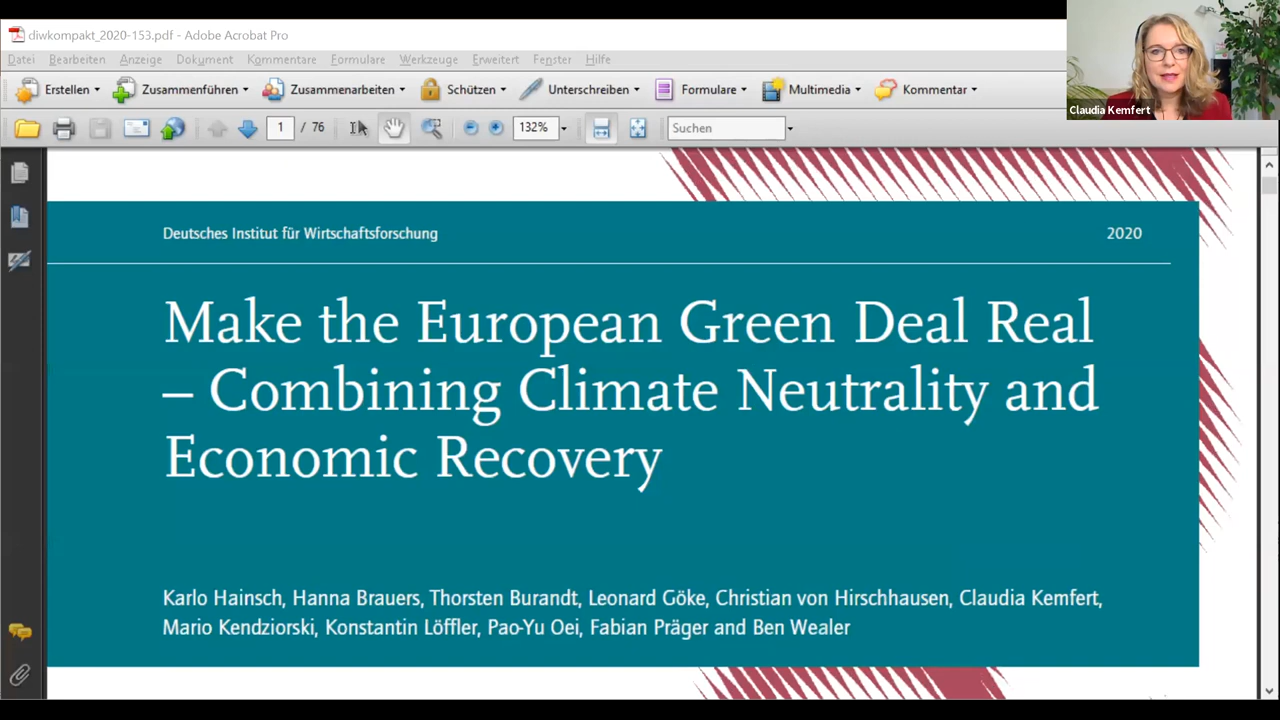 diwkompakt_2020-153.pdf - Adobe Acrobat Pro
Datei Bearbeiten Anzeige Dokument Kommentare Formulare Werkzeuge Erweitert Fenster Hilfe
Erstellen Zusammenführen Zusammenarbeiten Schützen Unterschreiben Formulare Multimedia Kommentar
Claudia Kemfert
1 / 76 132% Suchen
Deutsches Institut für Wirtschaftsforschung 2020
Make the European Green Deal Real
– Combining Climate Neutrality and
Economic Recovery
Karlo Hainsch, Hanna Brauers, Thorsten Burandt, Leonard Göke, Christian von Hirschhausen, Claudia Kemfert,
Mario Kendziorski, Konstantin Löffler, Pao-Yu Oei, Fabian Präger and Ben Wealer